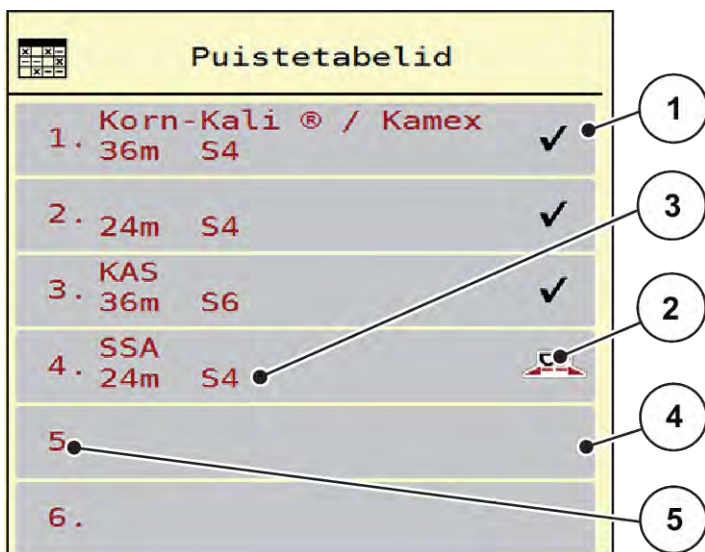 Puistetabelid
1. Korn-Kali ® / Kamex
36m S4
✓
1
2. 24m S4
✓
3
3. KAS
36m S6
✓
2
4. SSA
24m S4
5.
4
6.
5